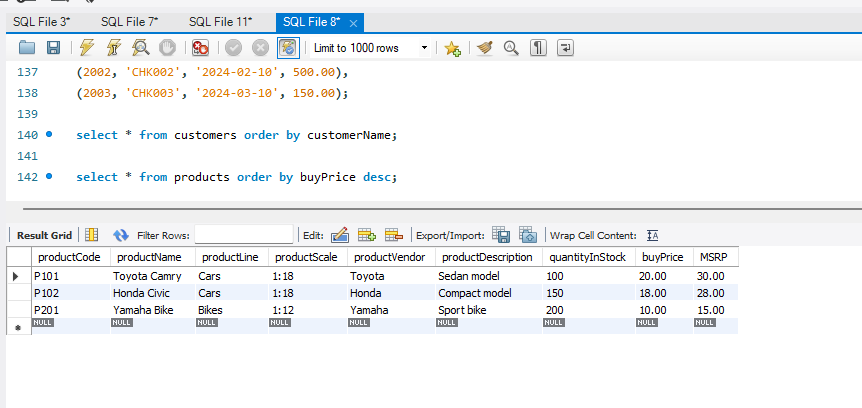 SQL File 3* SQL File 7* SQL File 11* SQL File 8* ×
Limit to 1000 rows
137 (2002, 'CHK002', '2024-02-10', 500.00),
138 (2003, 'CHK003', '2024-03-10', 150.00);
139
140 select * from customers order by customerName;
141
142 select * from products order by buyPrice desc;
Result Grid Filter Rows: Edit: Export/Import: Wrap Cell Content:
productCode productName productLine productScale productVendor productDescription quantityInStock buyPrice MSRP
P101 Toyota Camry Cars 1:18 Toyota Sedan model 100 20.00 30.00
P102 Honda Civic Cars 1:18 Honda Compact model 150 18.00 28.00
P201 Yamaha Bike Bikes 1:12 Yamaha Sport bike 200 10.00 15.00
NULL NULL NULL NULL NULL NULL NULL NULL NULL